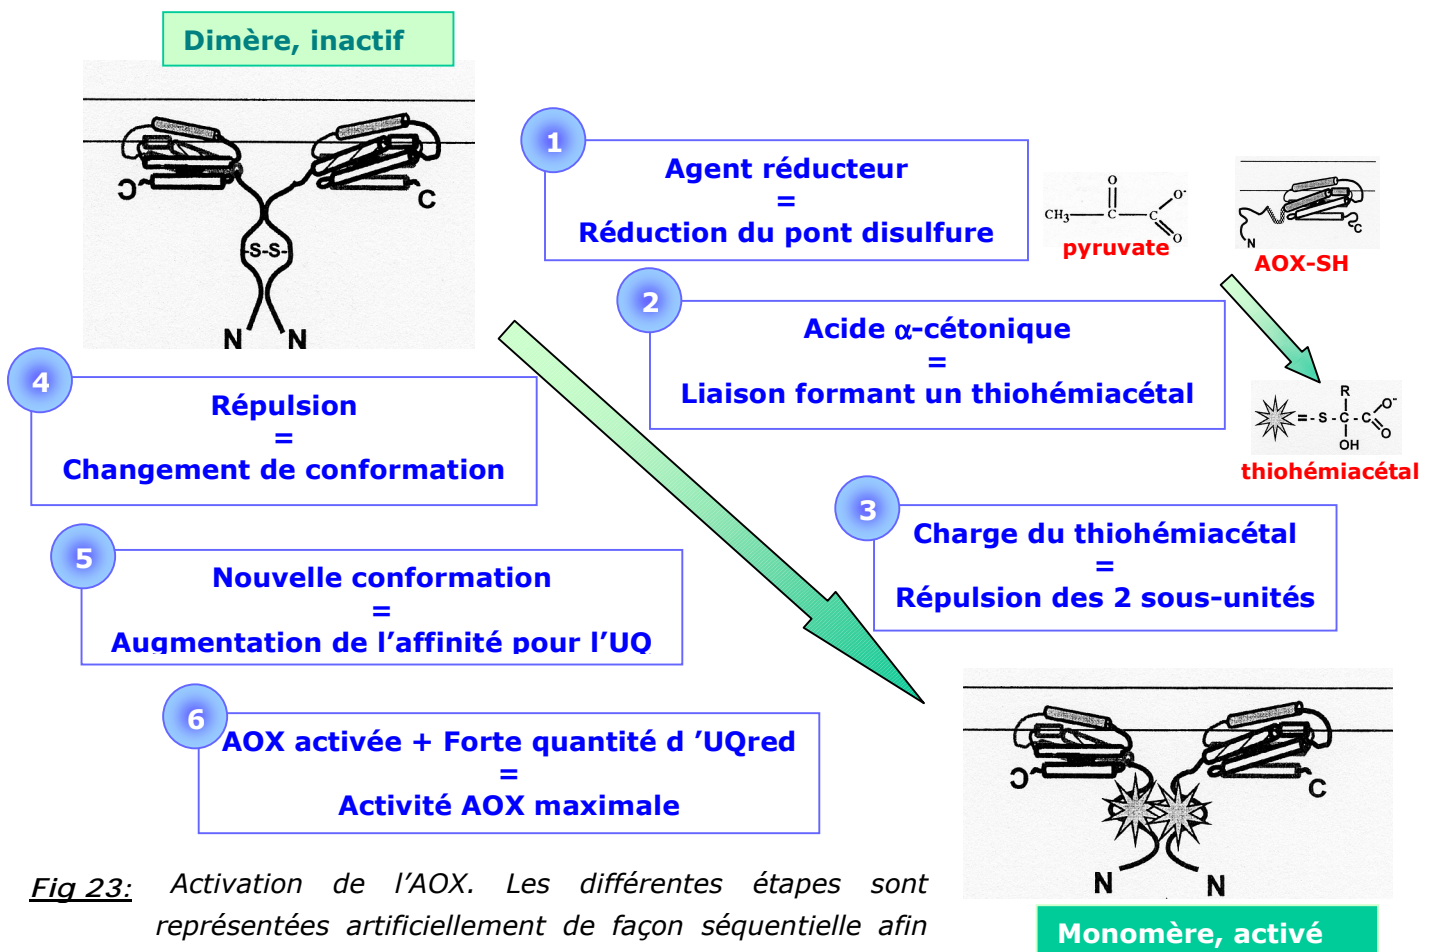 Dimère, inactif
C
C
-S-S-
N
N
1
Agent réducteur
=
Réduction du pont disulfure
O
CH3
C
C
O-
O
pyruvate
C
N
AOX-SH
2
Acide α-cétonique
=
Liaison formant un thiohémiacétal
R
=-S-C-C
O-
O
OH
thiohémiacétal
3
Charge du thiohémiacétal
=
Répulsion des 2 sous-unités
4
Répulsion
=
Changement de conformation
5
Nouvelle conformation
=
Augmentation de l’affinité pour l’UQ
6
AOX activée + Forte quantité d ’UQred
=
Activité AOX maximale
C
C
N
N
Monomère, activé
Fig 23: Activation de l’AOX. Les différentes étapes sont
représentées artificiellement de façon séquentielle afin